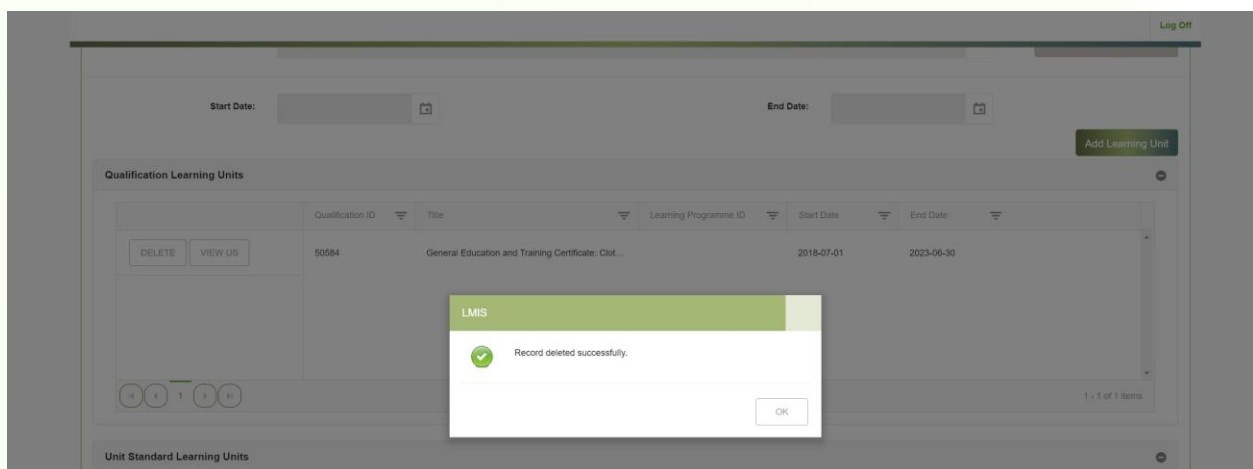 Log Off
Start Date:
End Date:
Add Learning Unit
Qualification Learning Units
Qualification ID Title Learning Programme ID Start Date End Date
DELETE VIEW US 50584 General Education and Training Certificate: Clot... 2018-07-01 2023-06-30
LMIS
Record deleted successfully.
OK
1
1 - 1 of 1 items
Unit Standard Learning Units